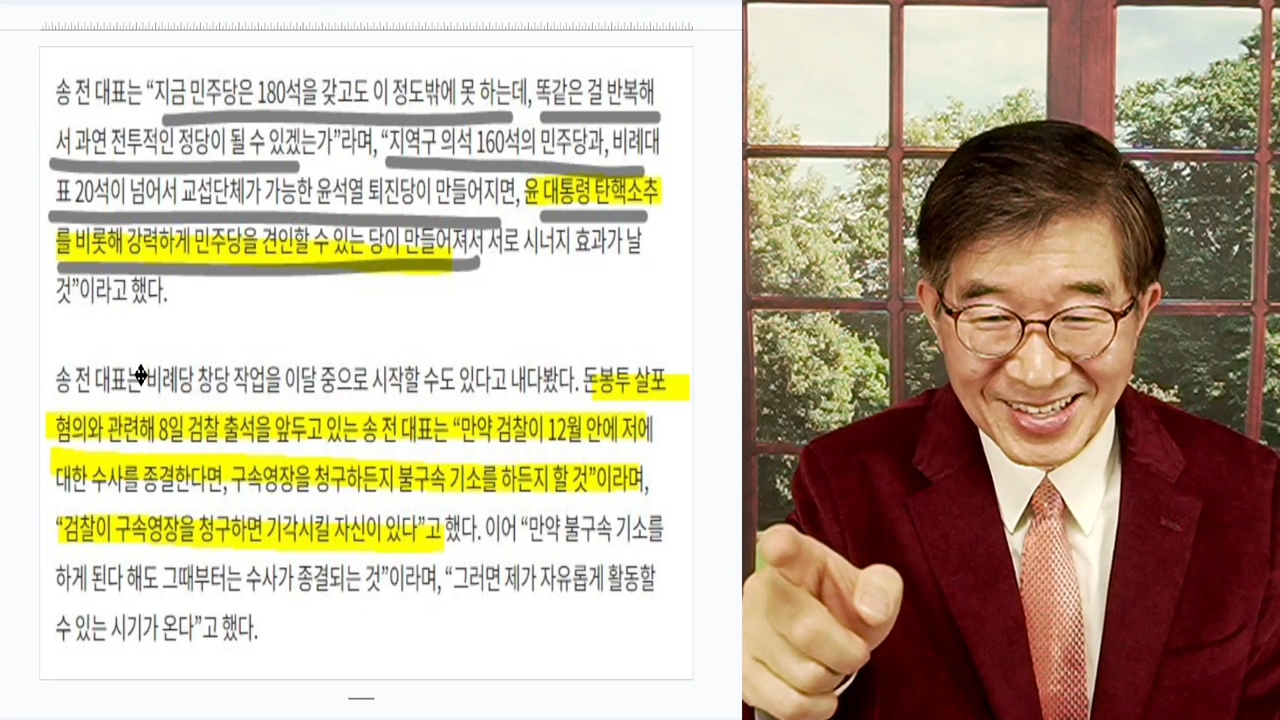 송 전 대표는 “지금 민주당은 180석을 갖고도 이 정도밖에 못 하는데, 똑같은 걸 반복해
서 과연 전투적인 정당이 될 수 있겠는가”라며, “지역구 의석 160석의 민주당과, 비례대
표 20석이 넘어서 교섭단체가 가능한 윤석열 퇴진당이 만들어지면, 윤 대통령 탄핵소추
를 비롯해 강력하게 민주당을 견인할 수 있는 당이 만들어져서 서로 시너지 효과가 날
것”이라고 했다.
송 전 대표는 비례당 창당 작업을 이달 중으로 시작할 수도 있다고 내다봤다. 돈봉투 살포
혐의와 관련해 8일 검찰 출석을 앞두고 있는 송 전 대표는 “만약 검찰이 12월 안에 저에
대한 수사를 종결한다면, 구속영장을 청구하든지 불구속 기소를 하든지 할 것”이라며,
“검찰이 구속영장을 청구하면 기각시킬 자신이 있다”고 했다. 이어 “만약 불구속 기소를
하게 된다 해도 그때부터는 수사가 종결되는 것”이라며, “그러면 제가 자유롭게 활동할
수 있는 시기가 온다”고 했다.